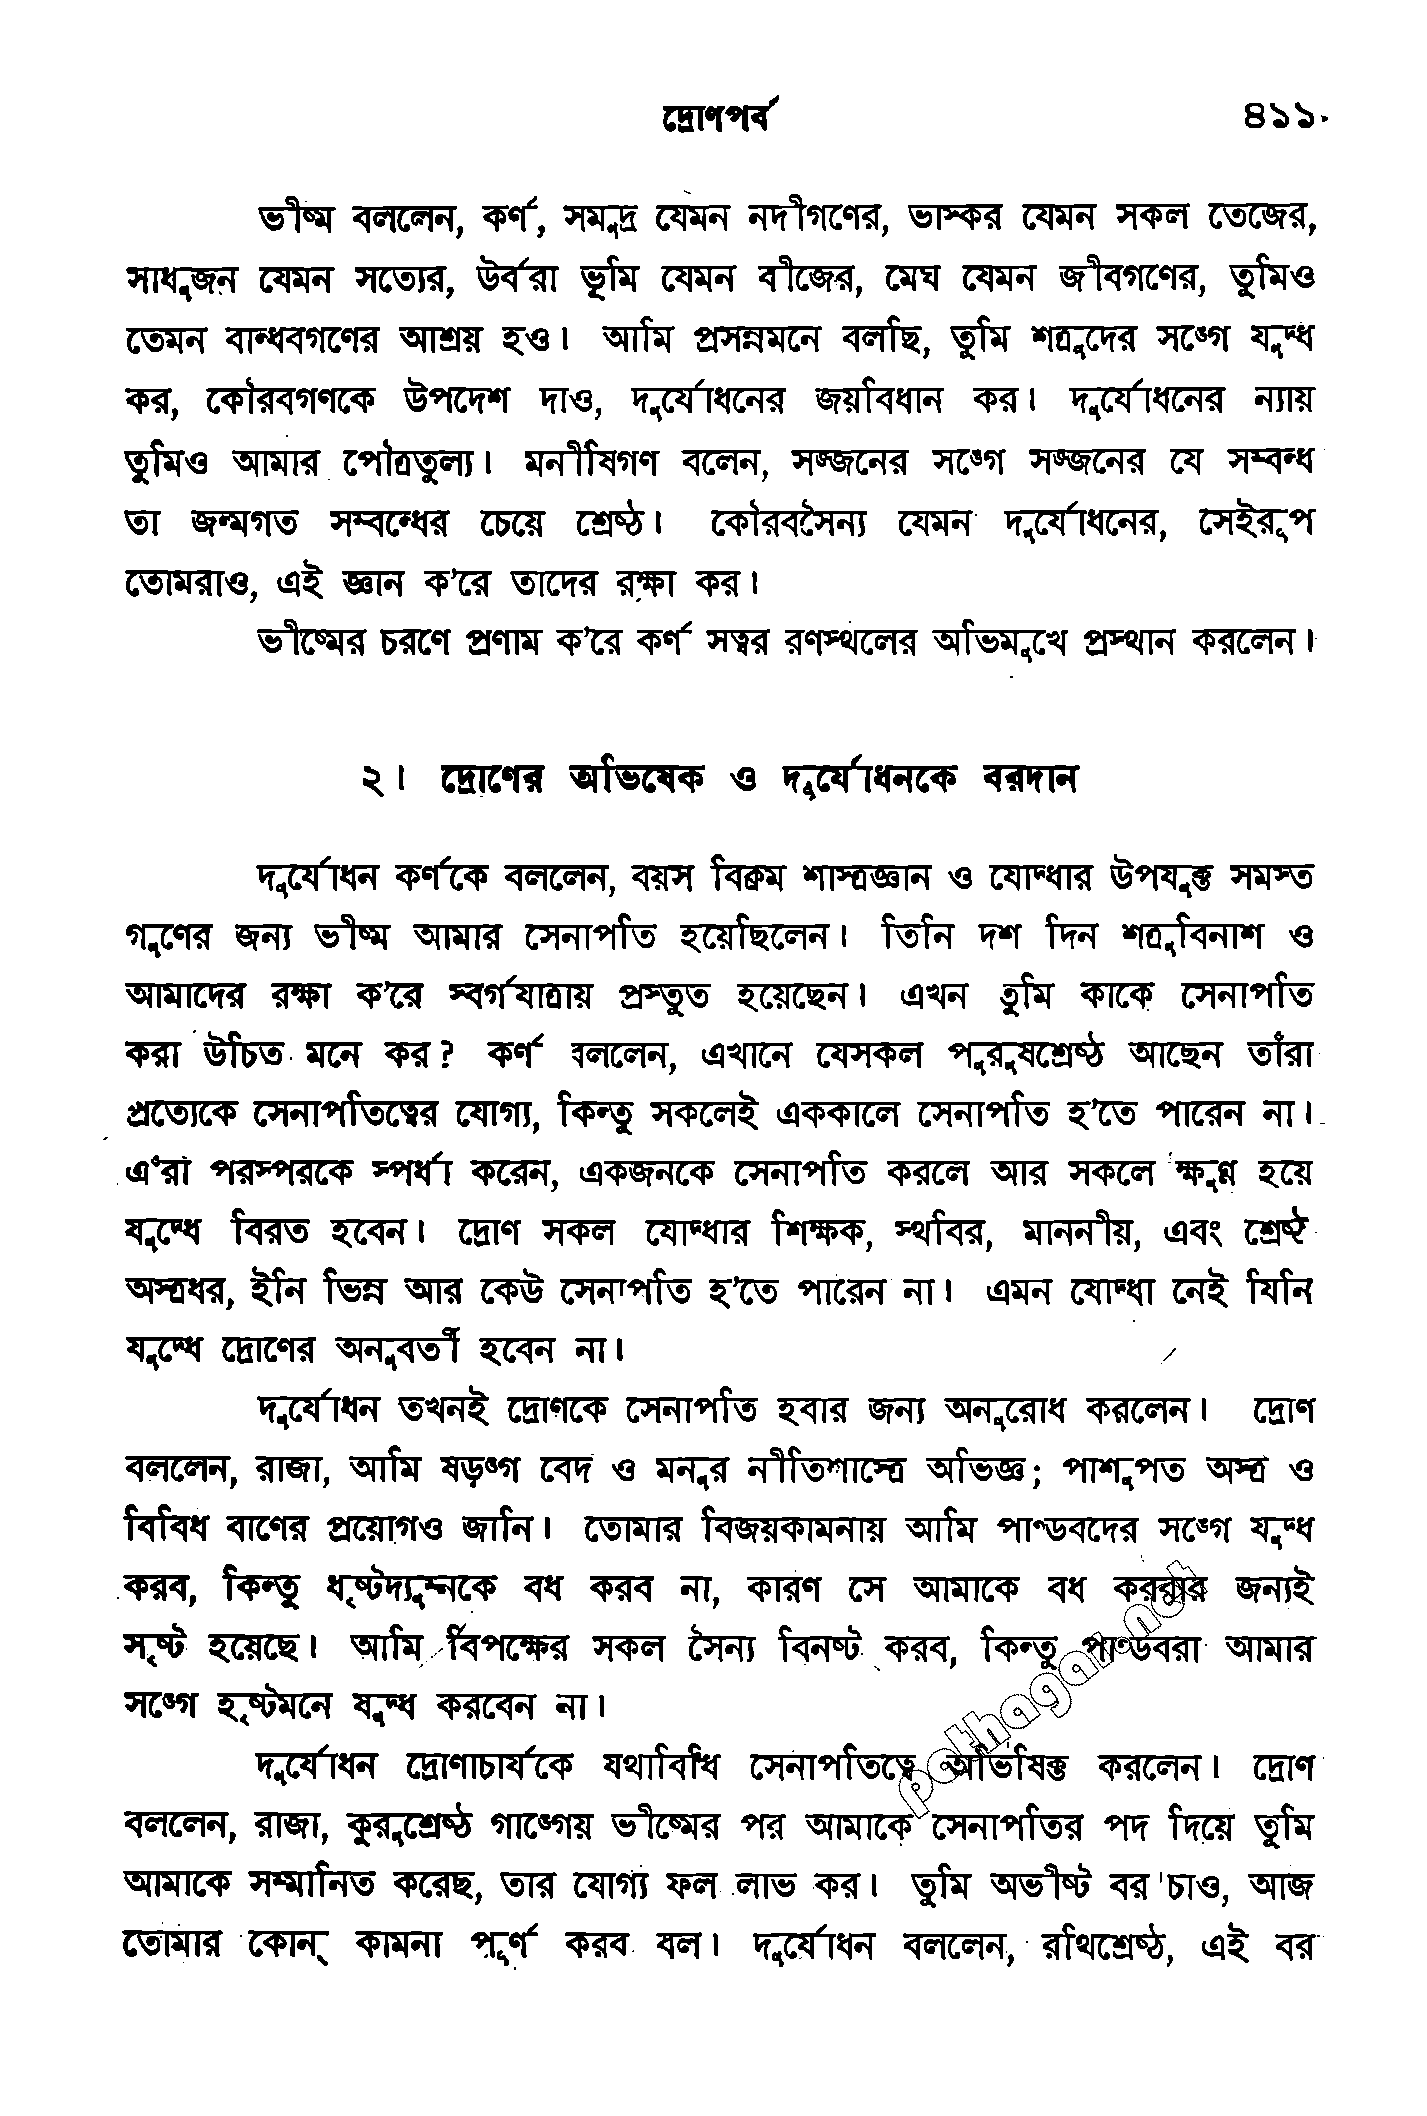 দ্রোণপর্ব ৪১১
ভীষ্ম বললেন, কর্ণ, সমুদ্র যেমন নদীগণের, ভাস্কর যেমন সকল তেজের,
সাধুজন যেমন সত্যের, উর্বরা ভূমি যেমন বীজের, মেঘ যেমন জীবগণের, তুমিও
তেমন বান্ধবগণের আশ্রয় হও। আমি প্রসন্নমনে বলছি, তুমি শত্রুদের সঙ্গে যুদ্ধ
কর, কৌরবগণকে উপদেশ দাও, দুর্যোধনের জয়বিধান কর। দুর্যোধনের ন্যায়
তুমিও আমার পৌত্রতুল্য। মনীষিগণ বলেন, সজ্জনের সঙ্গে সজ্জনের যে সম্বন্ধ
তা জন্মগত সম্বন্ধের চেয়ে শ্রেষ্ঠ। কৌরবসৈন্য যেমন দুর্যোধনের, সেইরূপ
তোমরাও, এই জ্ঞান ক'রে তাদের রক্ষা কর।
ভীষ্মের চরণে প্রণাম ক'রে কর্ণ সত্বর রণস্থলের অভিমুখে প্রস্থান করলেন।
২। দ্রোণের অভিষেক ও দুর্যোধনকে বরদান
দুর্যোধন কর্ণকে বললেন, বয়স বিক্রম শাস্ত্রজ্ঞান ও যোদ্ধার উপযুক্ত সমস্ত
গুণের জন্য ভীষ্ম আমার সেনাপতি হয়েছিলেন। তিনি দশ দিন শত্রুবিনাশ ও
আমাদের রক্ষা ক'রে স্বর্গযাত্রায় প্রস্তুত হয়েছেন। এখন তুমি কাকে সেনাপতি
করা উচিত মনে কর? কর্ণ বললেন, এখানে যেসকল পুরুষশ্রেষ্ঠ আছেন তাঁরা
প্রত্যেকে সেনাপতিত্বের যোগ্য, কিন্তু সকলেই এককালে সেনাপতি হ'তে পারেন না।
এঁরা পরস্পরকে স্পর্ধা করেন, একজনকে সেনাপতি করলে আর সকলে ক্ষুণ্ণ হয়ে
যুদ্ধে বিরত হবেন। দ্রোণ সকল যোদ্ধার শিক্ষক, স্থবির, মাননীয়, এবং শ্রেষ্ঠ
অস্ত্রধর, ইনি ভিন্ন আর কেউ সেনাপতি হ'তে পারেন না। এমন যোদ্ধা নেই যিনি
যুদ্ধে দ্রোণের অনুবর্তী হবেন না।
দুর্যোধন তখনই দ্রোণকে সেনাপতি হবার জন্য অনুরোধ করলেন। দ্রোণ
বললেন, রাজা, আমি ষড়ঙ্গ বেদ ও মনুর নীতিশাস্ত্রে অভিজ্ঞ; পাশুপত অস্ত্র ও
বিবিধ বাণের প্রয়োগও জানি। তোমার বিজয়কামনায় আমি পাণ্ডবদের সঙ্গে যুদ্ধ
করব, কিন্তু ধৃষ্টদ্যুম্নকে বধ করব না, কারণ সে আমাকে বধ করবার জন্যই
সৃষ্ট হয়েছে। আমি বিপক্ষের সকল সৈন্য বিনষ্ট করব, কিন্তু পাণ্ডবরা আমার
সঙ্গে হৃষ্টমনে যুদ্ধ করবেন না।
দুর্যোধন দ্রোণাচার্যকে যথাবিধি সেনাপতিত্বে অভিষিক্ত করলেন। দ্রোণ
বললেন, রাজা, কুরুশ্রেষ্ঠ গাঙ্গেয় ভীষ্মের পর আমাকে সেনাপতির পদ দিয়ে তুমি
আমাকে সম্মানিত করেছ, তার যোগ্য ফল লাভ কর। তুমি অভীষ্ট বর চাও, আজ
তোমার কোন্ কামনা পূর্ণ করব বল। দুর্যোধন বললেন, রথিশ্রেষ্ঠ, এই বর
pathagar.net